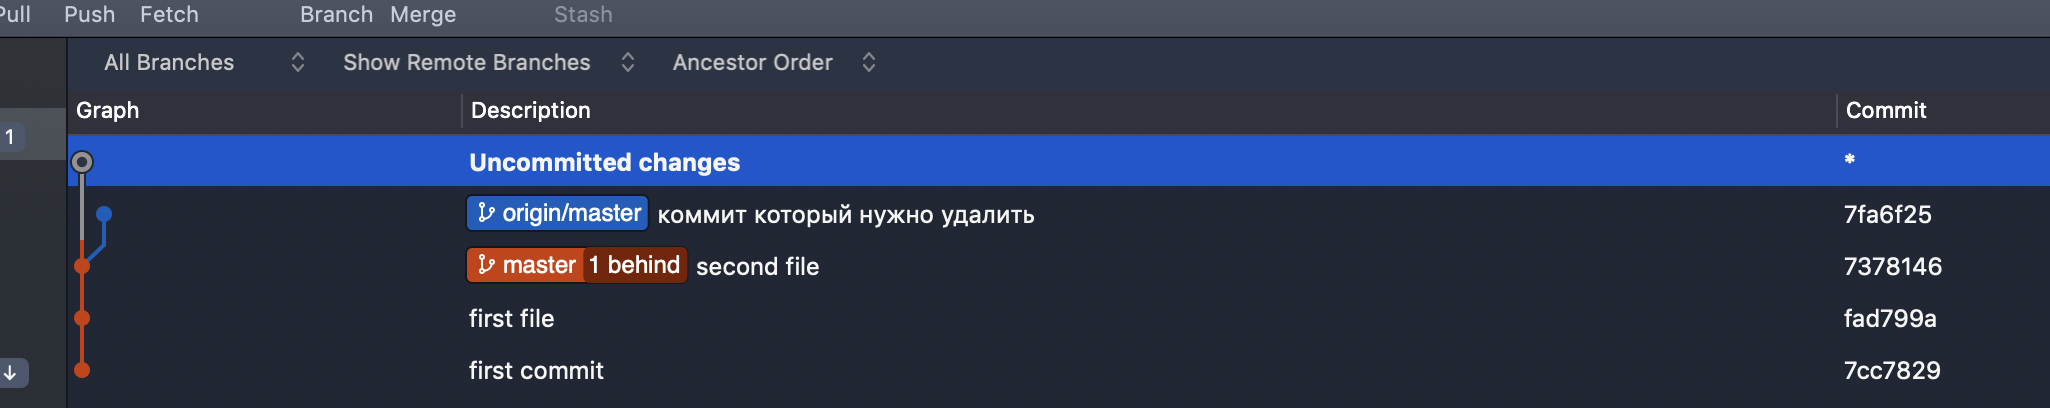 Pull Push Fetch Branch Merge Stash
All Branches Show Remote Branches Ancestor Order
Graph Description Commit
1
Uncommitted changes *
origin/master коммит который нужно удалить 7fa6f25
master 1 behind second file 7378146
first file fad799a
first commit 7cc7829